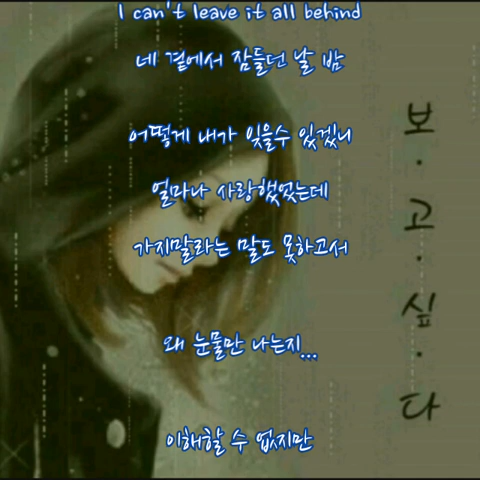 I can't leave it all behind
네 곁에서 잠들던 날 밤
어떻게 내가 잊을수 있겠니
얼마나 사랑했었는데
가지말라는 말도 못하고서
왜 눈물만 나는지...
이해할 수 없지만
보·고·싶·다